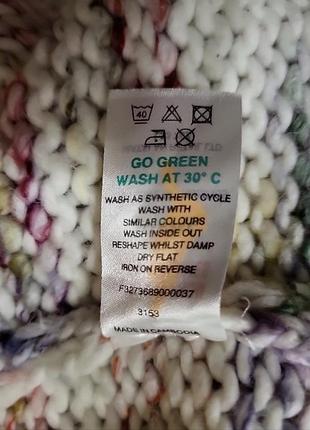 40
GO GREEN
WASH AT 30° C
WASH AS SYNTHETIC CYCLE
WASH WITH
SIMILAR COLOURS
WASH INSIDE OUT
RESHAPE WHILST DAMP
DRY FLAT
IRON ON REVERSE
F3273689000037
3153
MADE IN CAMBODIA